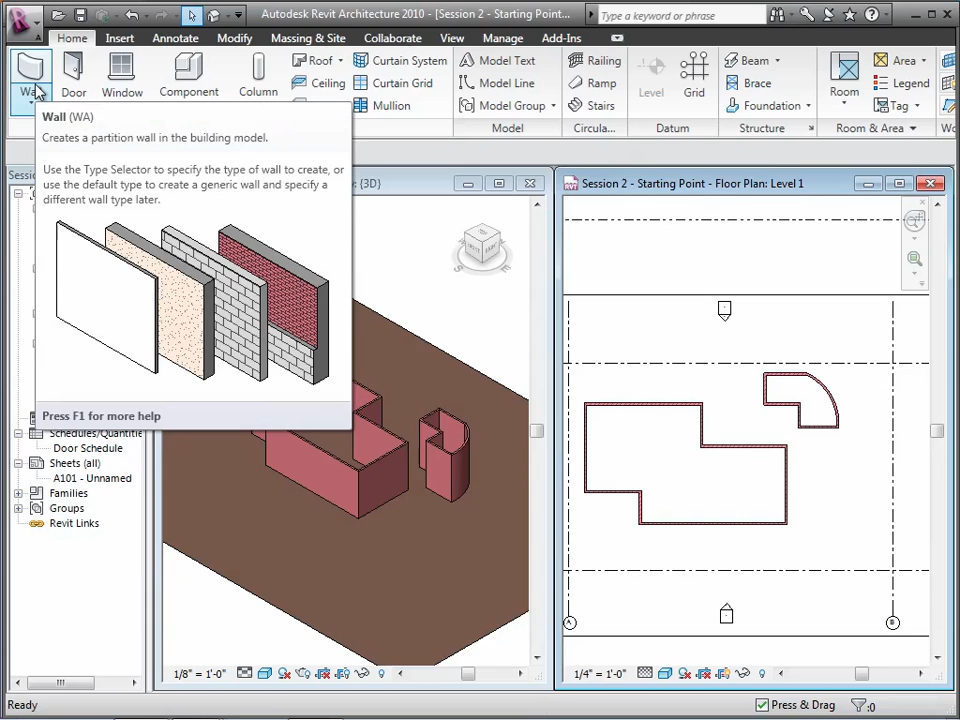 Autodesk Revit Architecture 2010 - [Session 2 - Starting Point...
Type a keyword or phrase
Home Insert Annotate Modify Massing & Site Collaborate View Manage Add-Ins
Roof
Curtain System
Model Text
Railing
Beam
Area
Ceiling
Curtain Grid
Model Line
Ramp
Brace
Legend
Door Window Component Column
Mullion
Model Group
Stairs
Level Grid
Foundation
Room
Tag
Model
Circula...
Datum
Structure
Room & Area
Wall (WA)
Creates a partition wall in the building model.
Use the Type Selector to specify the type of wall to create, or
use the default type to create a generic wall and specify a
different wall type later.
Press F1 for more help
{3D}
Session 2 - Starting Point - Floor Plan: Level 1
Schedules/Quantitie
Door Schedule
Sheets (all)
A101 - Unnamed
Families
Groups
Revit Links
S
E
A
B
1/8" = 1'-0"
1/4" = 1'-0"
Ready
Press & Drag
:0